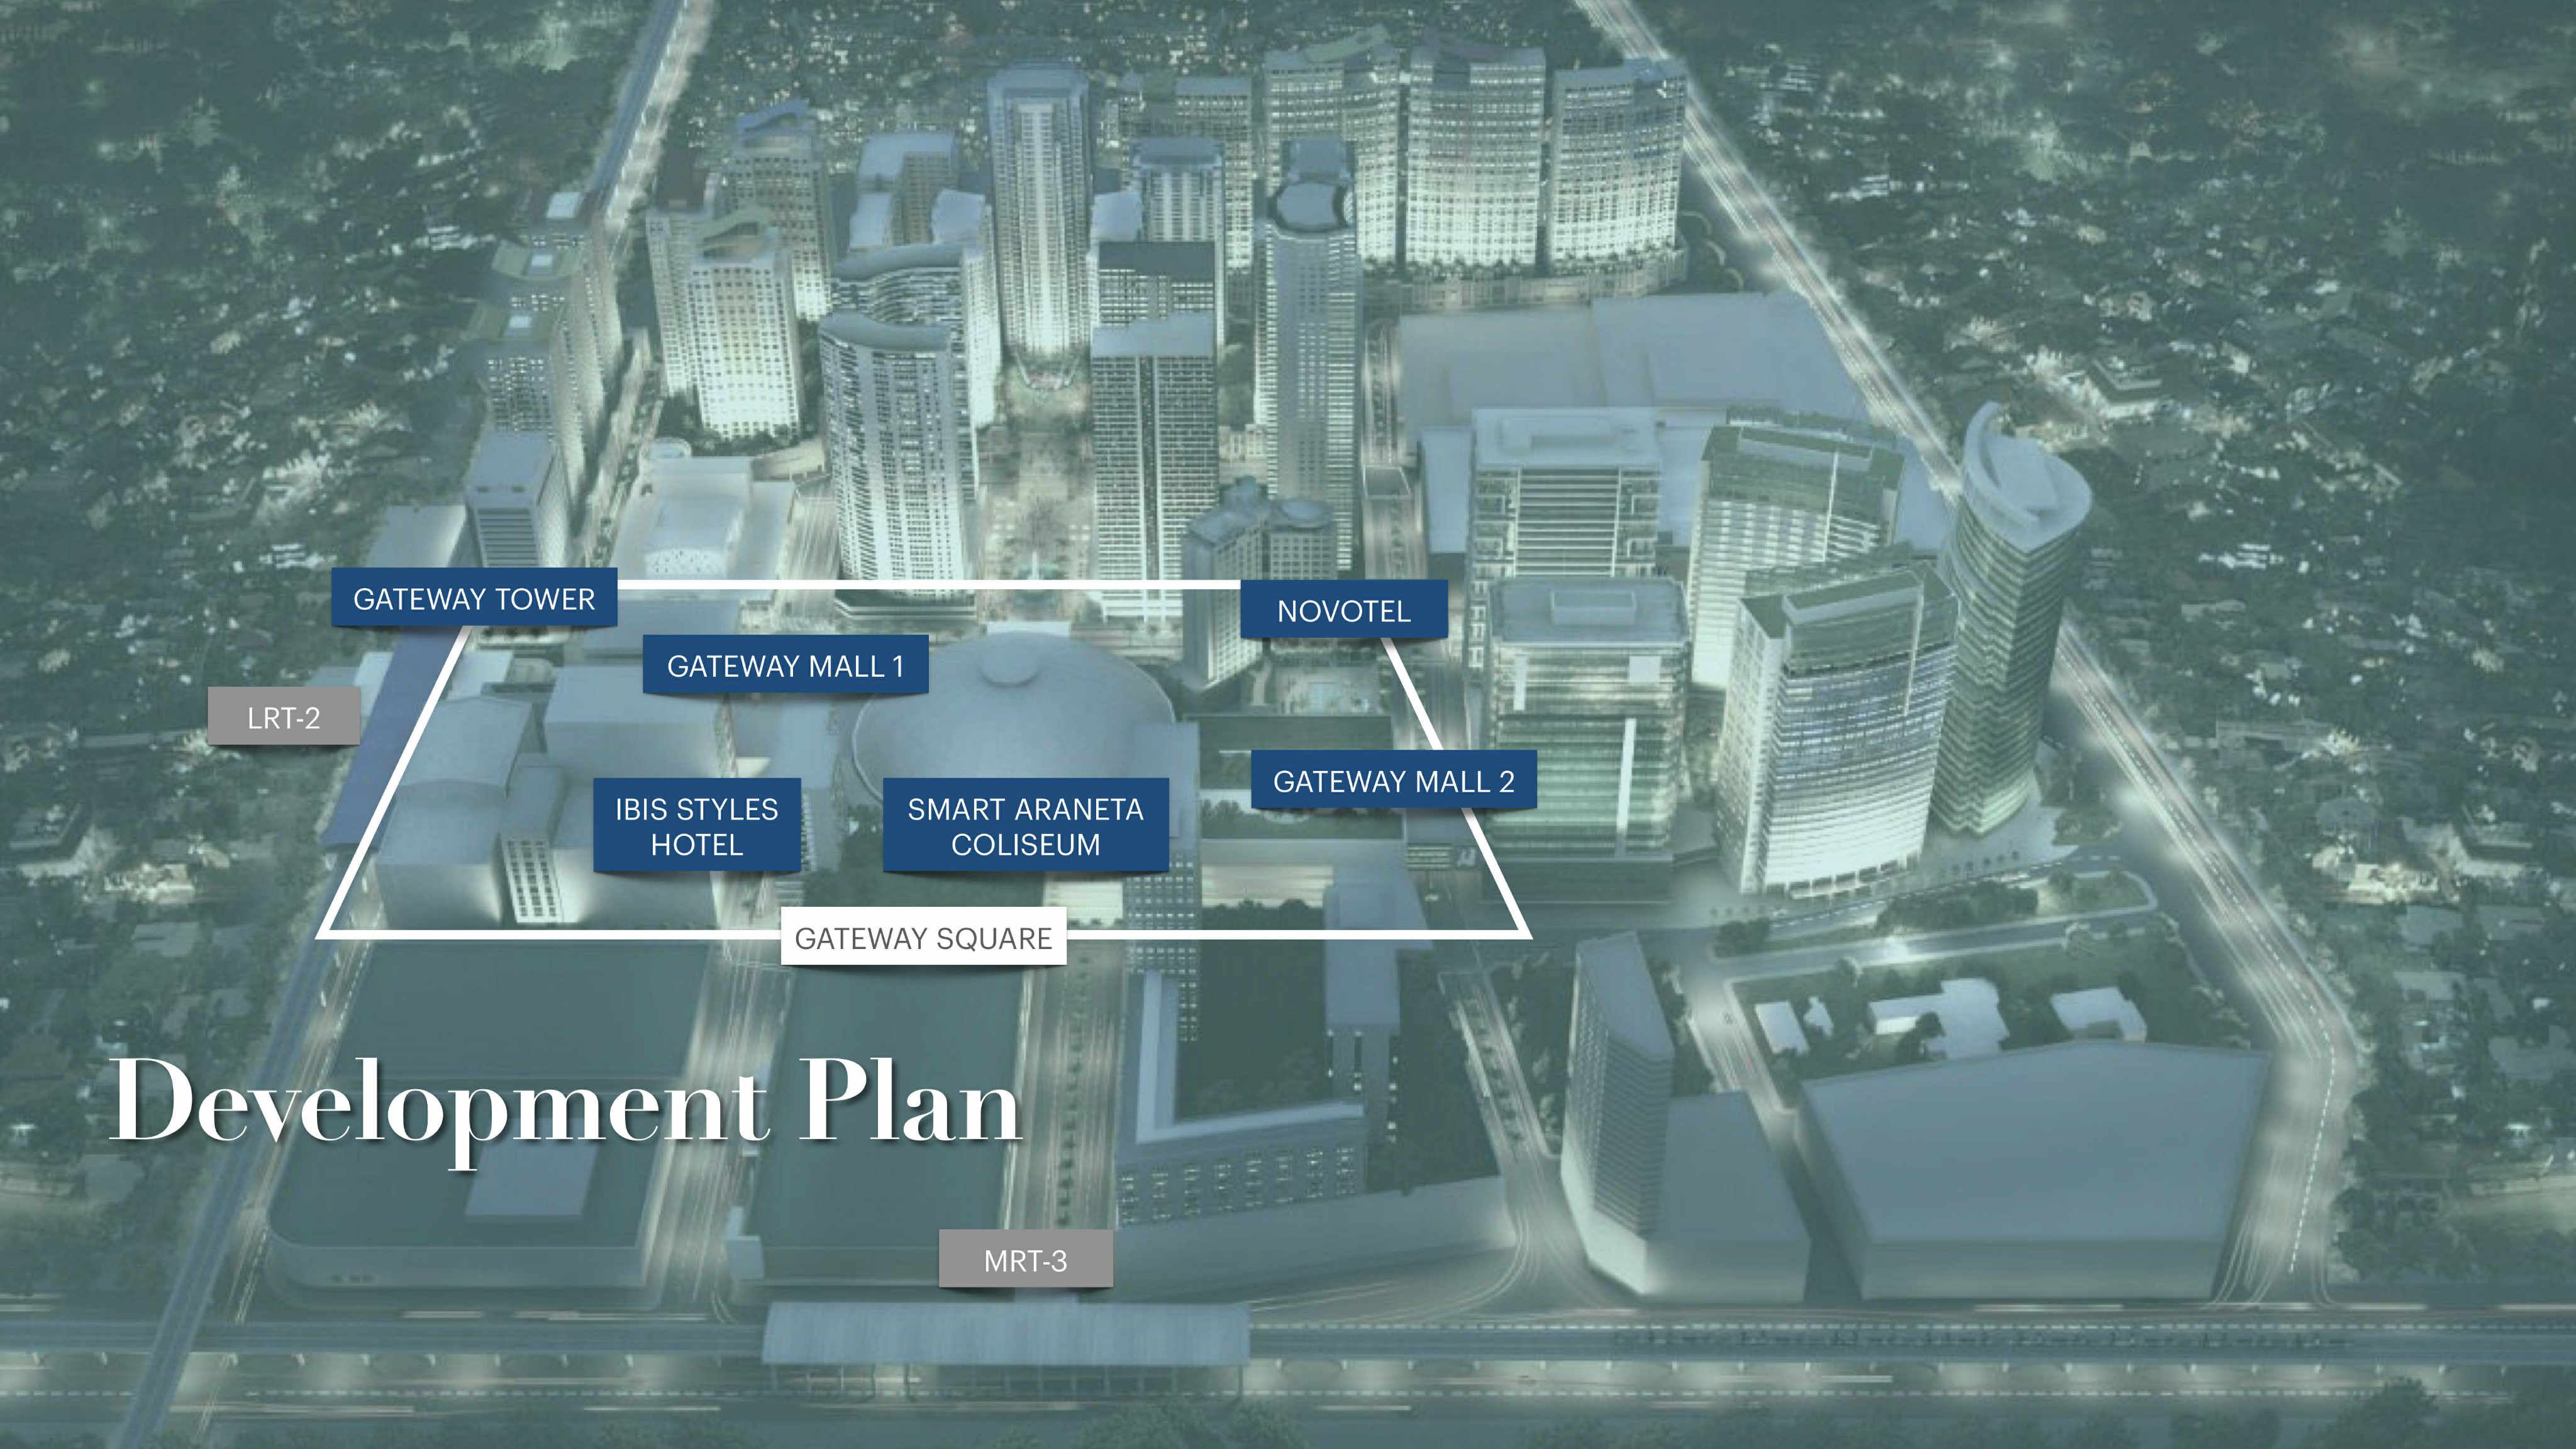 GATEWAY TOWER
NOVOTEL
GATEWAY MALL 1
LRT-2
GATEWAY MALL 2
IBIS STYLES
HOTEL
SMART ARANETA
COLISEUM
GATEWAY SQUARE
Development Plan
MRT-3